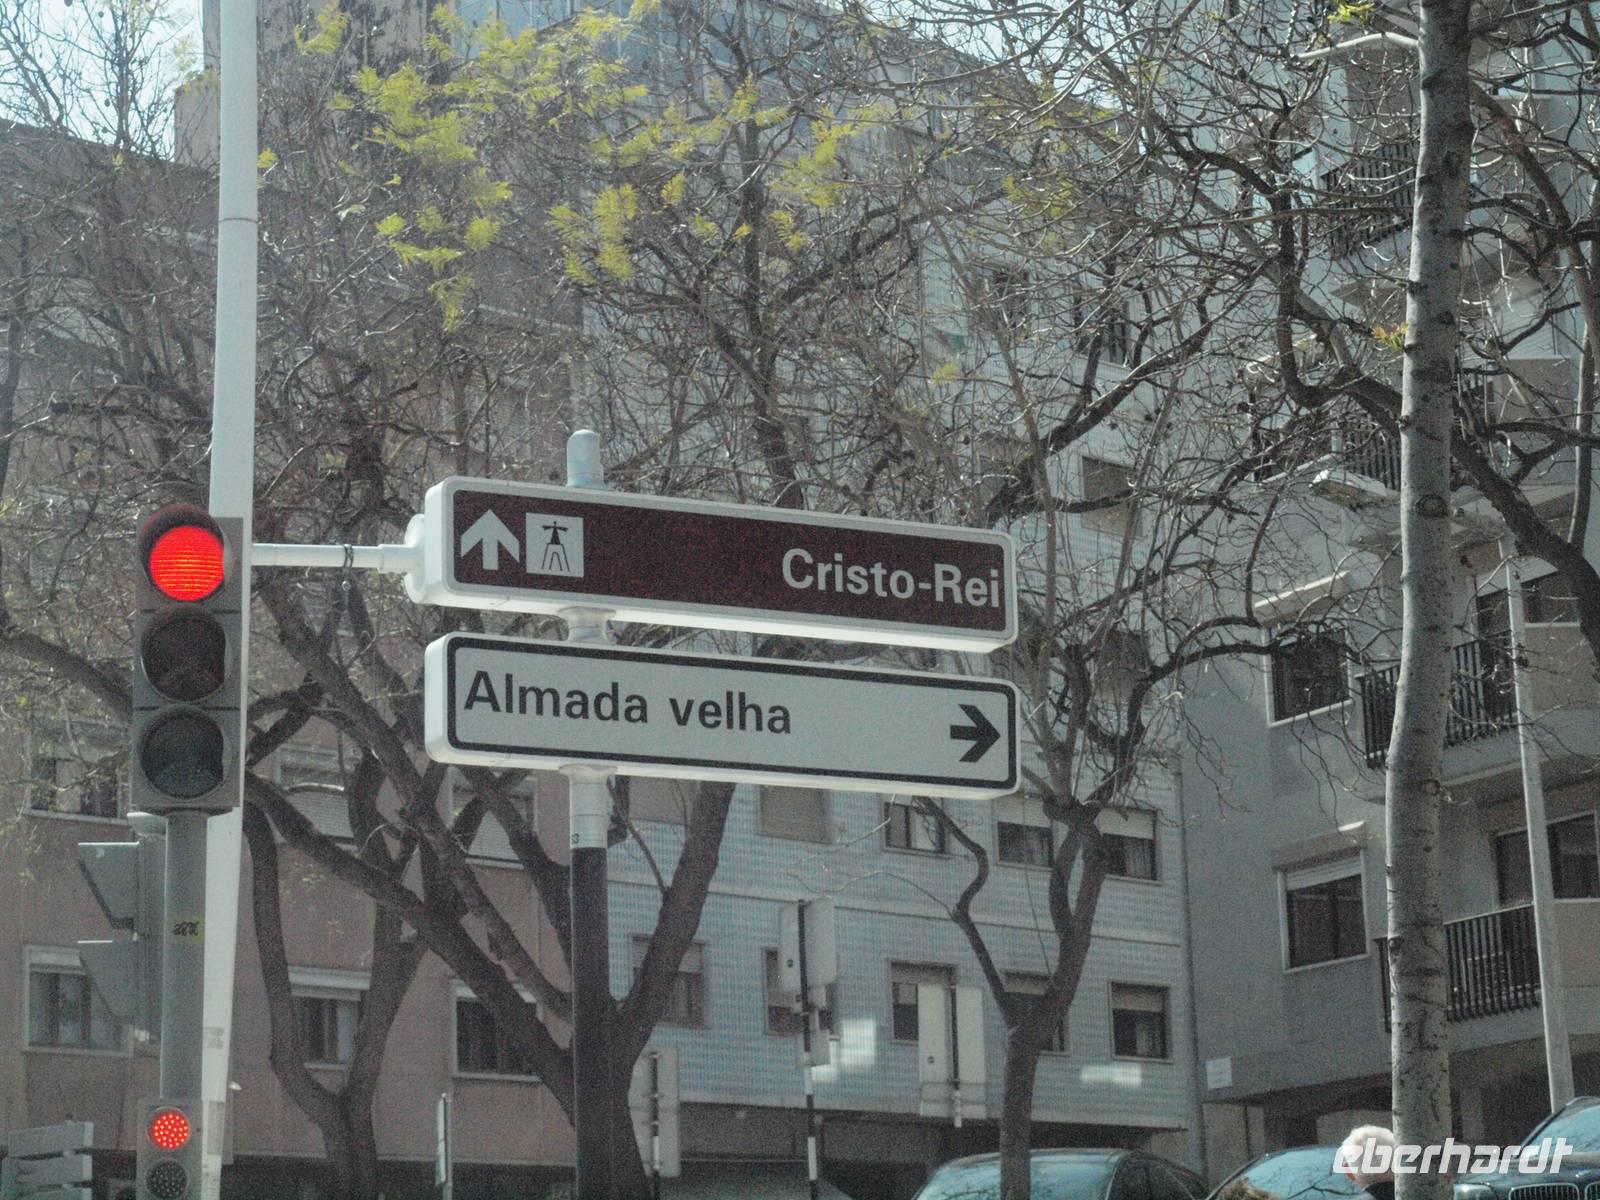 Cristo-Rei
Almada velha
eberhardt